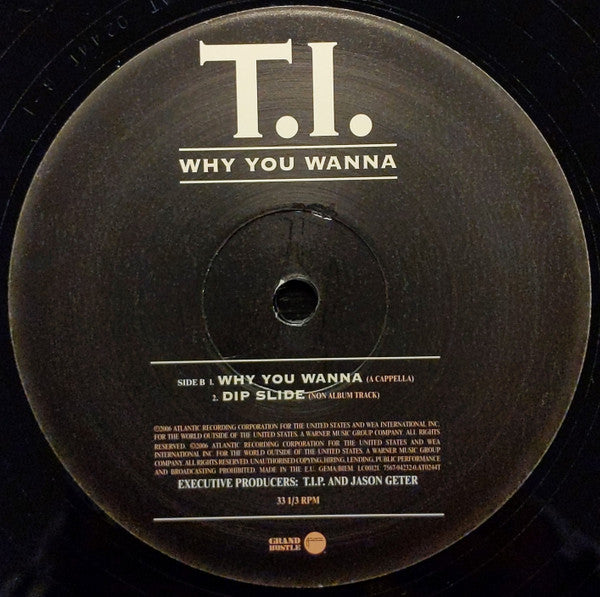 T.I.
WHY YOU WANNA
SIDE B 1. WHY YOU WANNA (A CAPPELLA)
2. DIP SLIDE (NON ALBUM TRACK)
℗2006 ATLANTIC RECORDING CORPORATION FOR THE UNITED STATES AND WEA INTERNATIONAL INC.
FOR THE WORLD OUTSIDE OF THE UNITED STATES. A WARNER MUSIC GROUP COMPANY. ALL RIGHTS
RESERVED. ©2006 ATLANTIC RECORDING CORPORATION FOR THE UNITED STATES AND WEA
INTERNATIONAL INC. FOR THE WORLD OUTSIDE OF THE UNITED STATES. A WARNER MUSIC GROUP
COMPANY. ALL RIGHTS RESERVED. UNAUTHORISED COPYING, HIRING, LENDING, PUBLIC PERFORMANCE
AND BROADCASTING PROHIBITED. MADE IN THE E.U. GEMA/BIEM. LC00121. 7567-94232-0. AT0244T
EXECUTIVE PRODUCERS: T.I.P. AND JASON GETER
33 1/3 RPM
GRAND
HUSTLE